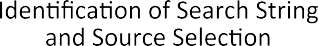 Identification of Search String
and Source Selection